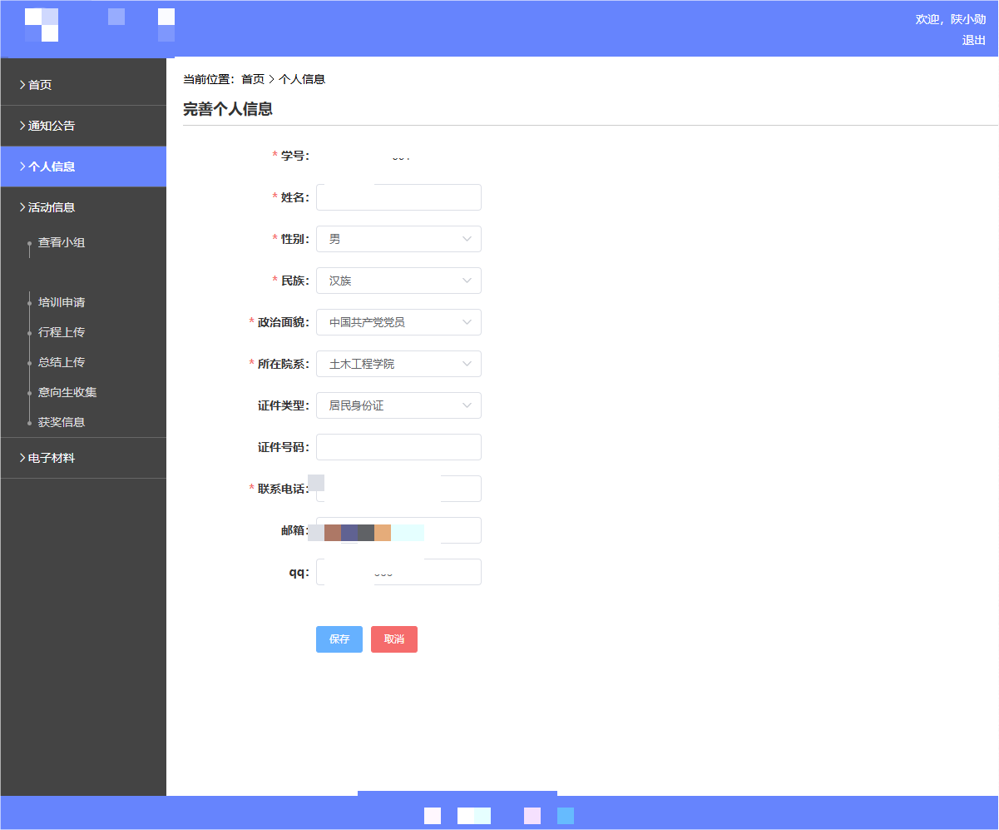 欢迎，陕小勋
退出
首页
通知公告
个人信息
活动信息
查看小组
培训申请
行程上传
总结上传
意向生收集
获奖信息
电子材料
当前位置：首页 > 个人信息
完善个人信息
* 学号：
* 姓名：
* 性别： 男
* 民族： 汉族
* 政治面貌： 中国共产党党员
* 所在院系： 土木工程学院
证件类型： 居民身份证
证件号码：
* 联系电话：
邮箱：
qq：
保存 取消